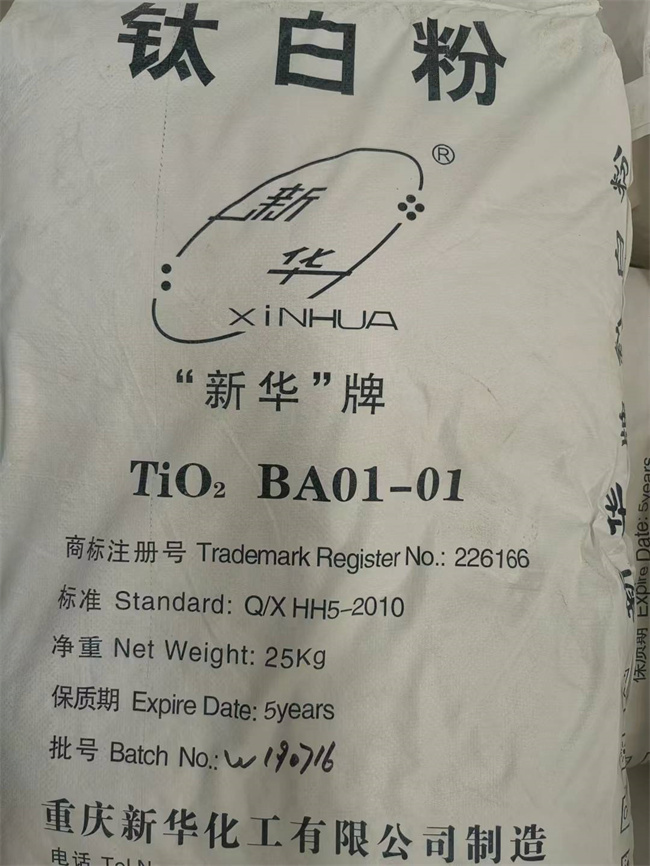 钛白粉
®
新
华
XiNHUA
“新华”牌
TiO₂ BA01-01
商标注册号 Trademark Register No.: 226166
标准 Standard: Q/X HH5-2010
净重 Net Weight: 25Kg
保质期 Expire Date: 5years
批号 Batch No.: W190716
重庆新华化工有限公司制造
电话 Tel
保质期 Expire Date: 5years